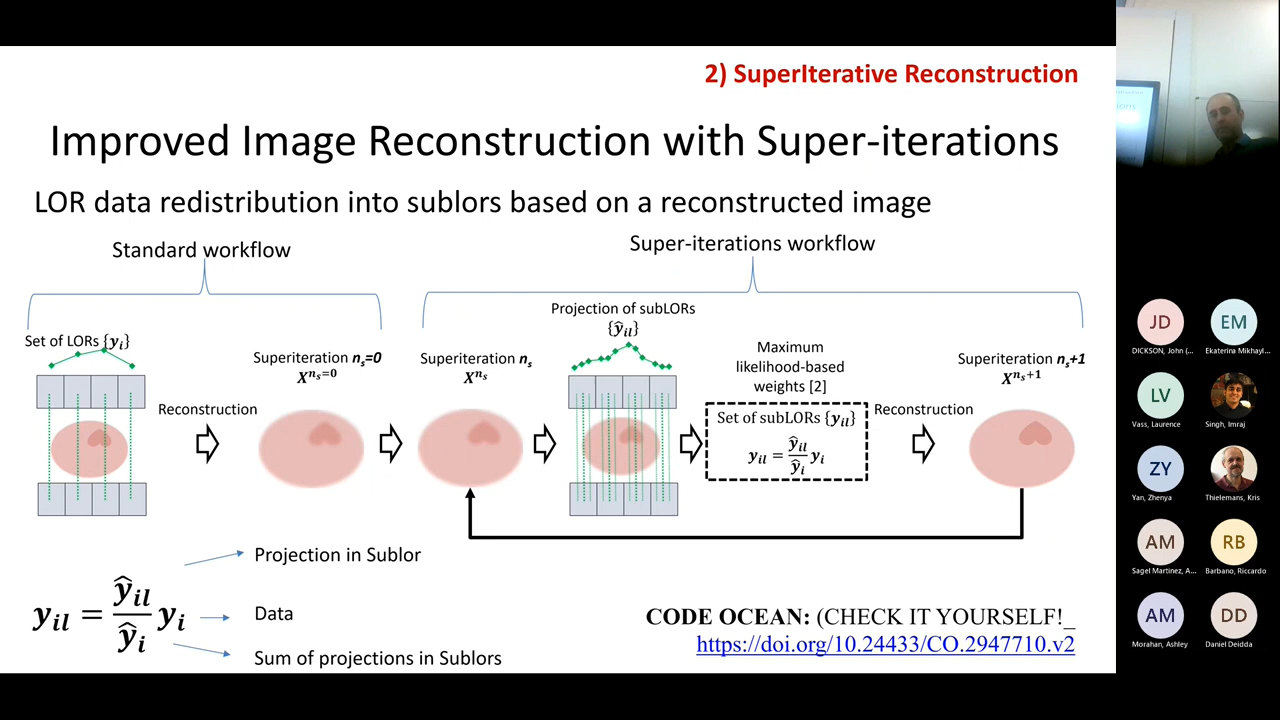 2) SuperIterative Reconstruction
Improved Image Reconstruction with Super-iterations
LOR data redistribution into sublors based on a reconstructed image
Standard workflow
Super-iterations workflow
Set of LORs {yᵢ}
Superiteration nₛ=0
X^{nₛ=0}
Reconstruction
Superiteration nₛ
X^{nₛ}
Projection of subLORs
{ŷᵢₗ}
Maximum
likelihood-based
weights [2]
Set of subLORs {yᵢₗ}
yᵢₗ = ŷᵢₗ/ŷᵢ yᵢ
Reconstruction
Superiteration nₛ+1
X^{nₛ+1}
yᵢₗ = ŷᵢₗ/ŷᵢ yᵢ
Projection in Sublor
Data
Sum of projections in Sublors
CODE OCEAN: (CHECK IT YOURSELF!_
https://doi.org/10.24433/CO.2947710.v2
JD
DICKSON, John (...
EM
Ekaterina Mikhayl...
LV
Vass, Laurence
Singh, Imraj
ZY
Yan, Zhenya
Thielemans, Kris
AM
Sagel Martinez, A...
RB
Barbano, Riccardo
AM
Morahan, Ashley
DD
Daniel Deidda